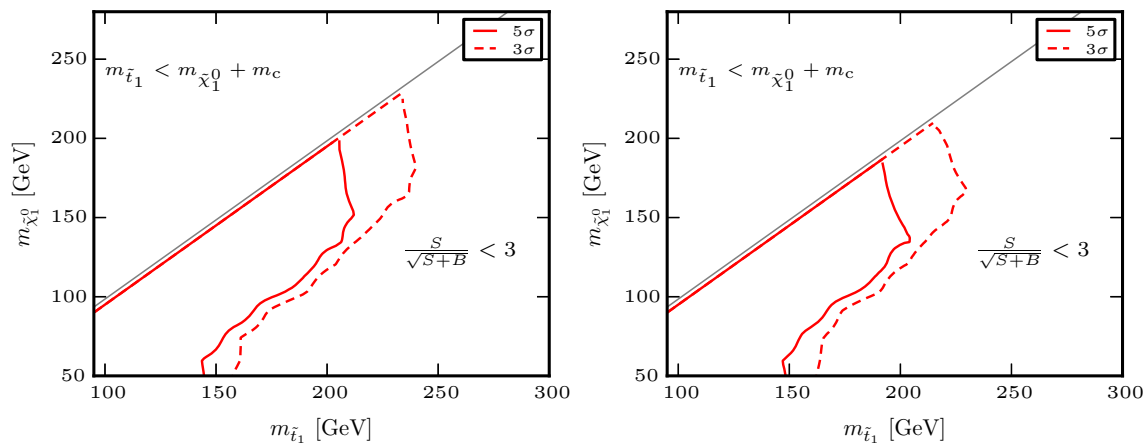 5σ
3σ
m_{t̃_1} < m_{χ̃_1^0} + m_c
S/√(S+B) < 3
250
200
150
100
50
m_{χ̃_1^0} [GeV]
100 150 200 250 300
m_{t̃_1} [GeV]
5σ
3σ
m_{t̃_1} < m_{χ̃_1^0} + m_c
S/√(S+B) < 3
250
200
150
100
50
m_{χ̃_1^0} [GeV]
100 150 200 250 300
m_{t̃_1} [GeV]